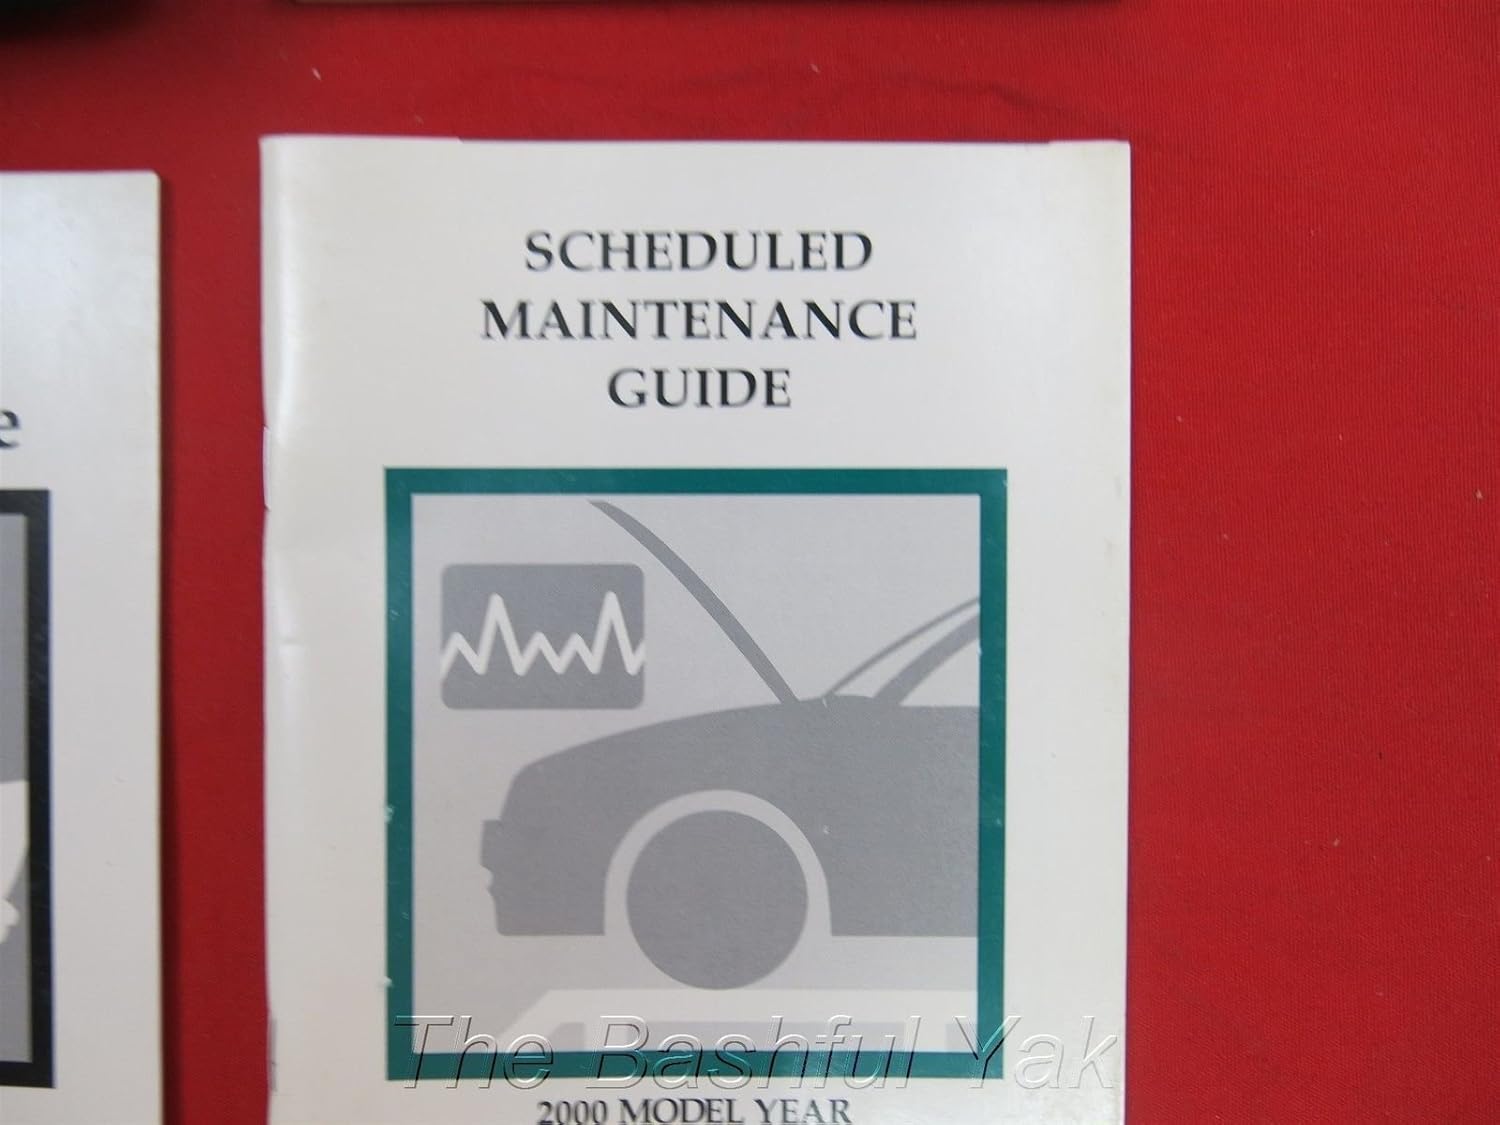 SCHEDULED
MAINTENANCE
GUIDE
e
The Bashful Yak
2000 MODEL YEAR